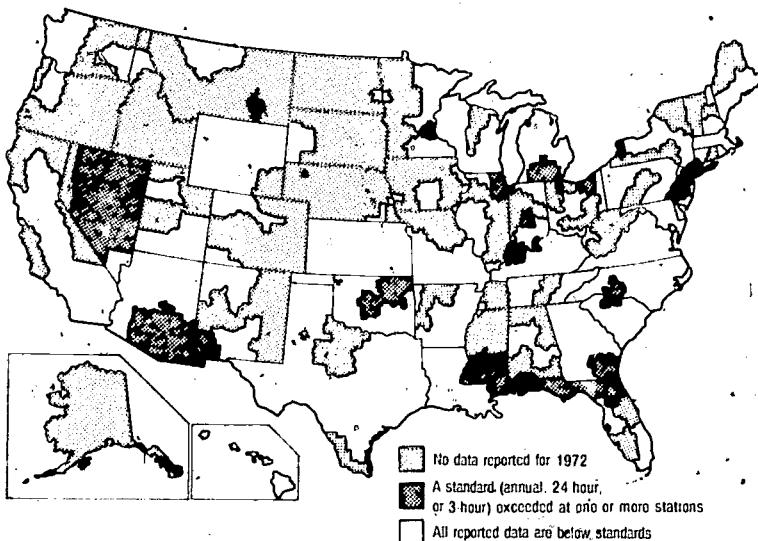 No data reported for 1972
A standard (annual, 24 hour,
or 3-hour) exceeded at one or more stations
All reported data are below standards